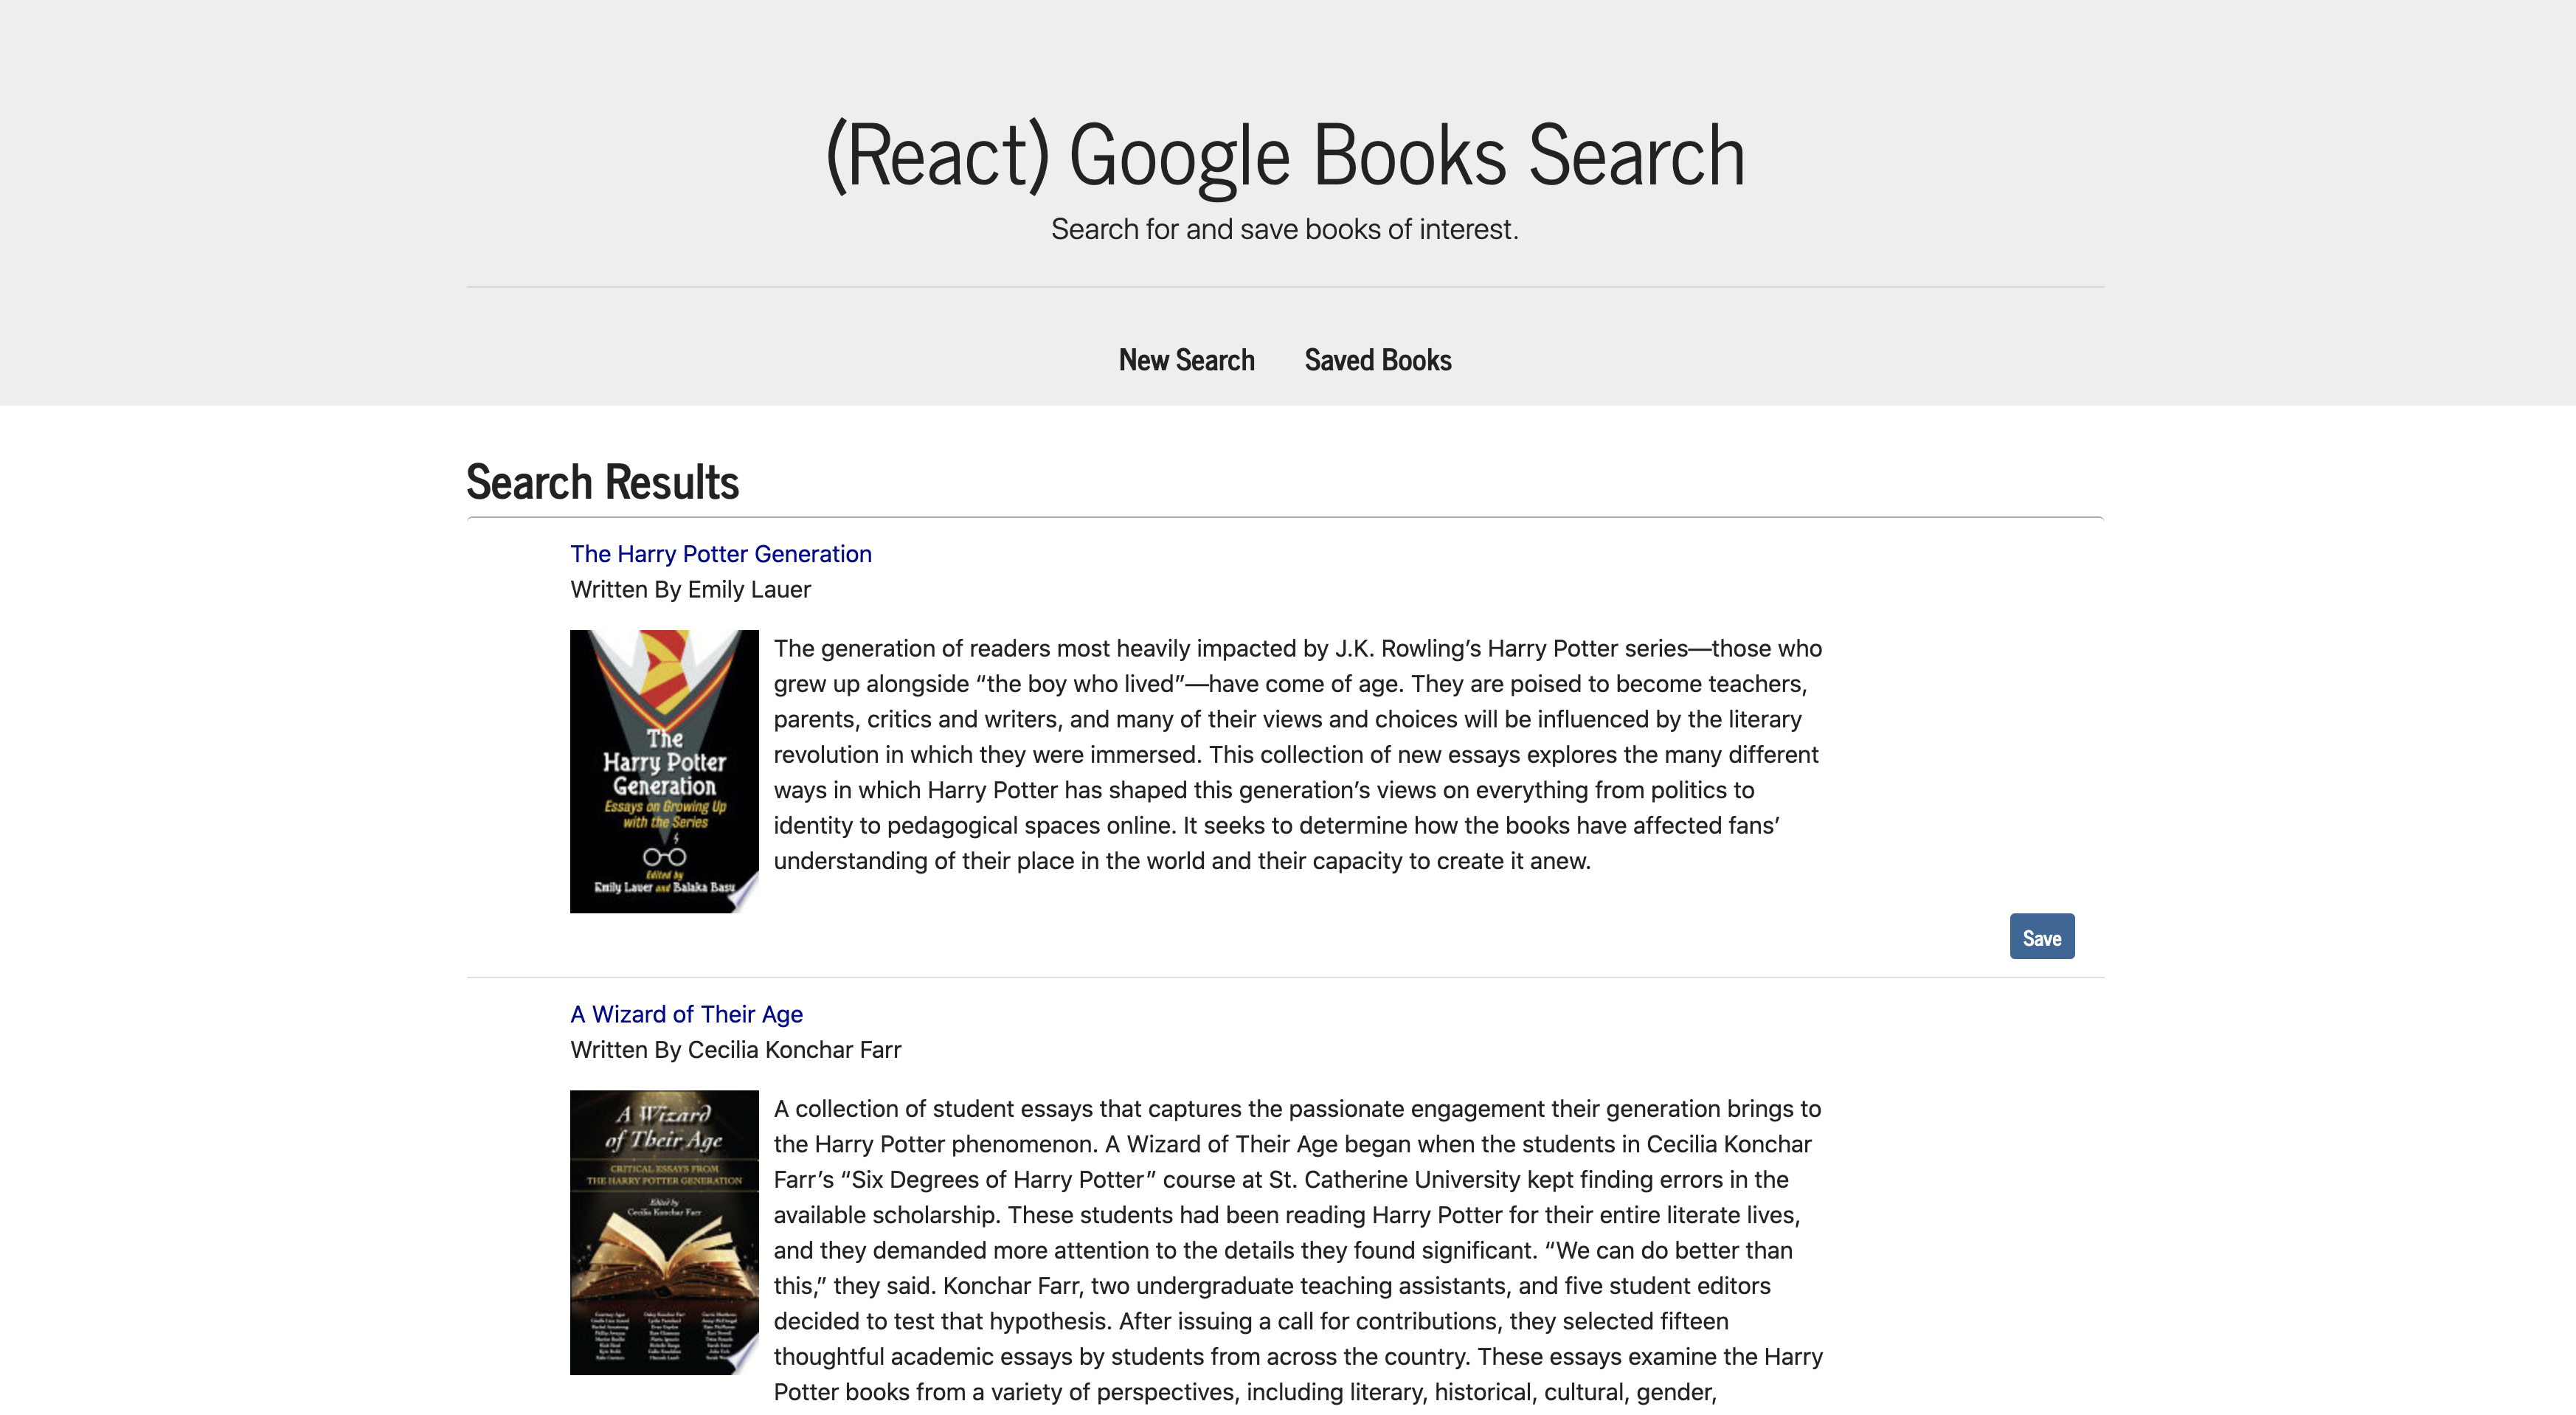 (React) Google Books Search
Search for and save books of interest.
New Search
Saved Books
Search Results
The Harry Potter Generation
Written By Emily Lauer
The
Harry Potter
Generation
Essays on Growing Up
with the Series
Edited by
Emily Lauer and Balaka Basu
The generation of readers most heavily impacted by J.K. Rowling’s Harry Potter series—those who
grew up alongside “the boy who lived”—have come of age. They are poised to become teachers,
parents, critics and writers, and many of their views and choices will be influenced by the literary
revolution in which they were immersed. This collection of new essays explores the many different
ways in which Harry Potter has shaped this generation’s views on everything from politics to
identity to pedagogical spaces online. It seeks to determine how the books have affected fans’
understanding of their place in the world and their capacity to create it anew.
Save
A Wizard of Their Age
Written By Cecilia Konchar Farr
A Wizard
of Their Age
CRITICAL ESSAYS FROM
THE HARRY POTTER GENERATION
Edited by
Cecilia Konchar Farr
A collection of student essays that captures the passionate engagement their generation brings to
the Harry Potter phenomenon. A Wizard of Their Age began when the students in Cecilia Konchar
Farr’s “Six Degrees of Harry Potter” course at St. Catherine University kept finding errors in the
available scholarship. These students had been reading Harry Potter for their entire literate lives,
and they demanded more attention to the details they found significant. “We can do better than
this,” they said. Konchar Farr, two undergraduate teaching assistants, and five student editors
decided to test that hypothesis. After issuing a call for contributions, they selected fifteen
thoughtful academic essays by students from across the country. These essays examine the Harry
Potter books from a variety of perspectives, including literary, historical, cultural, gender,